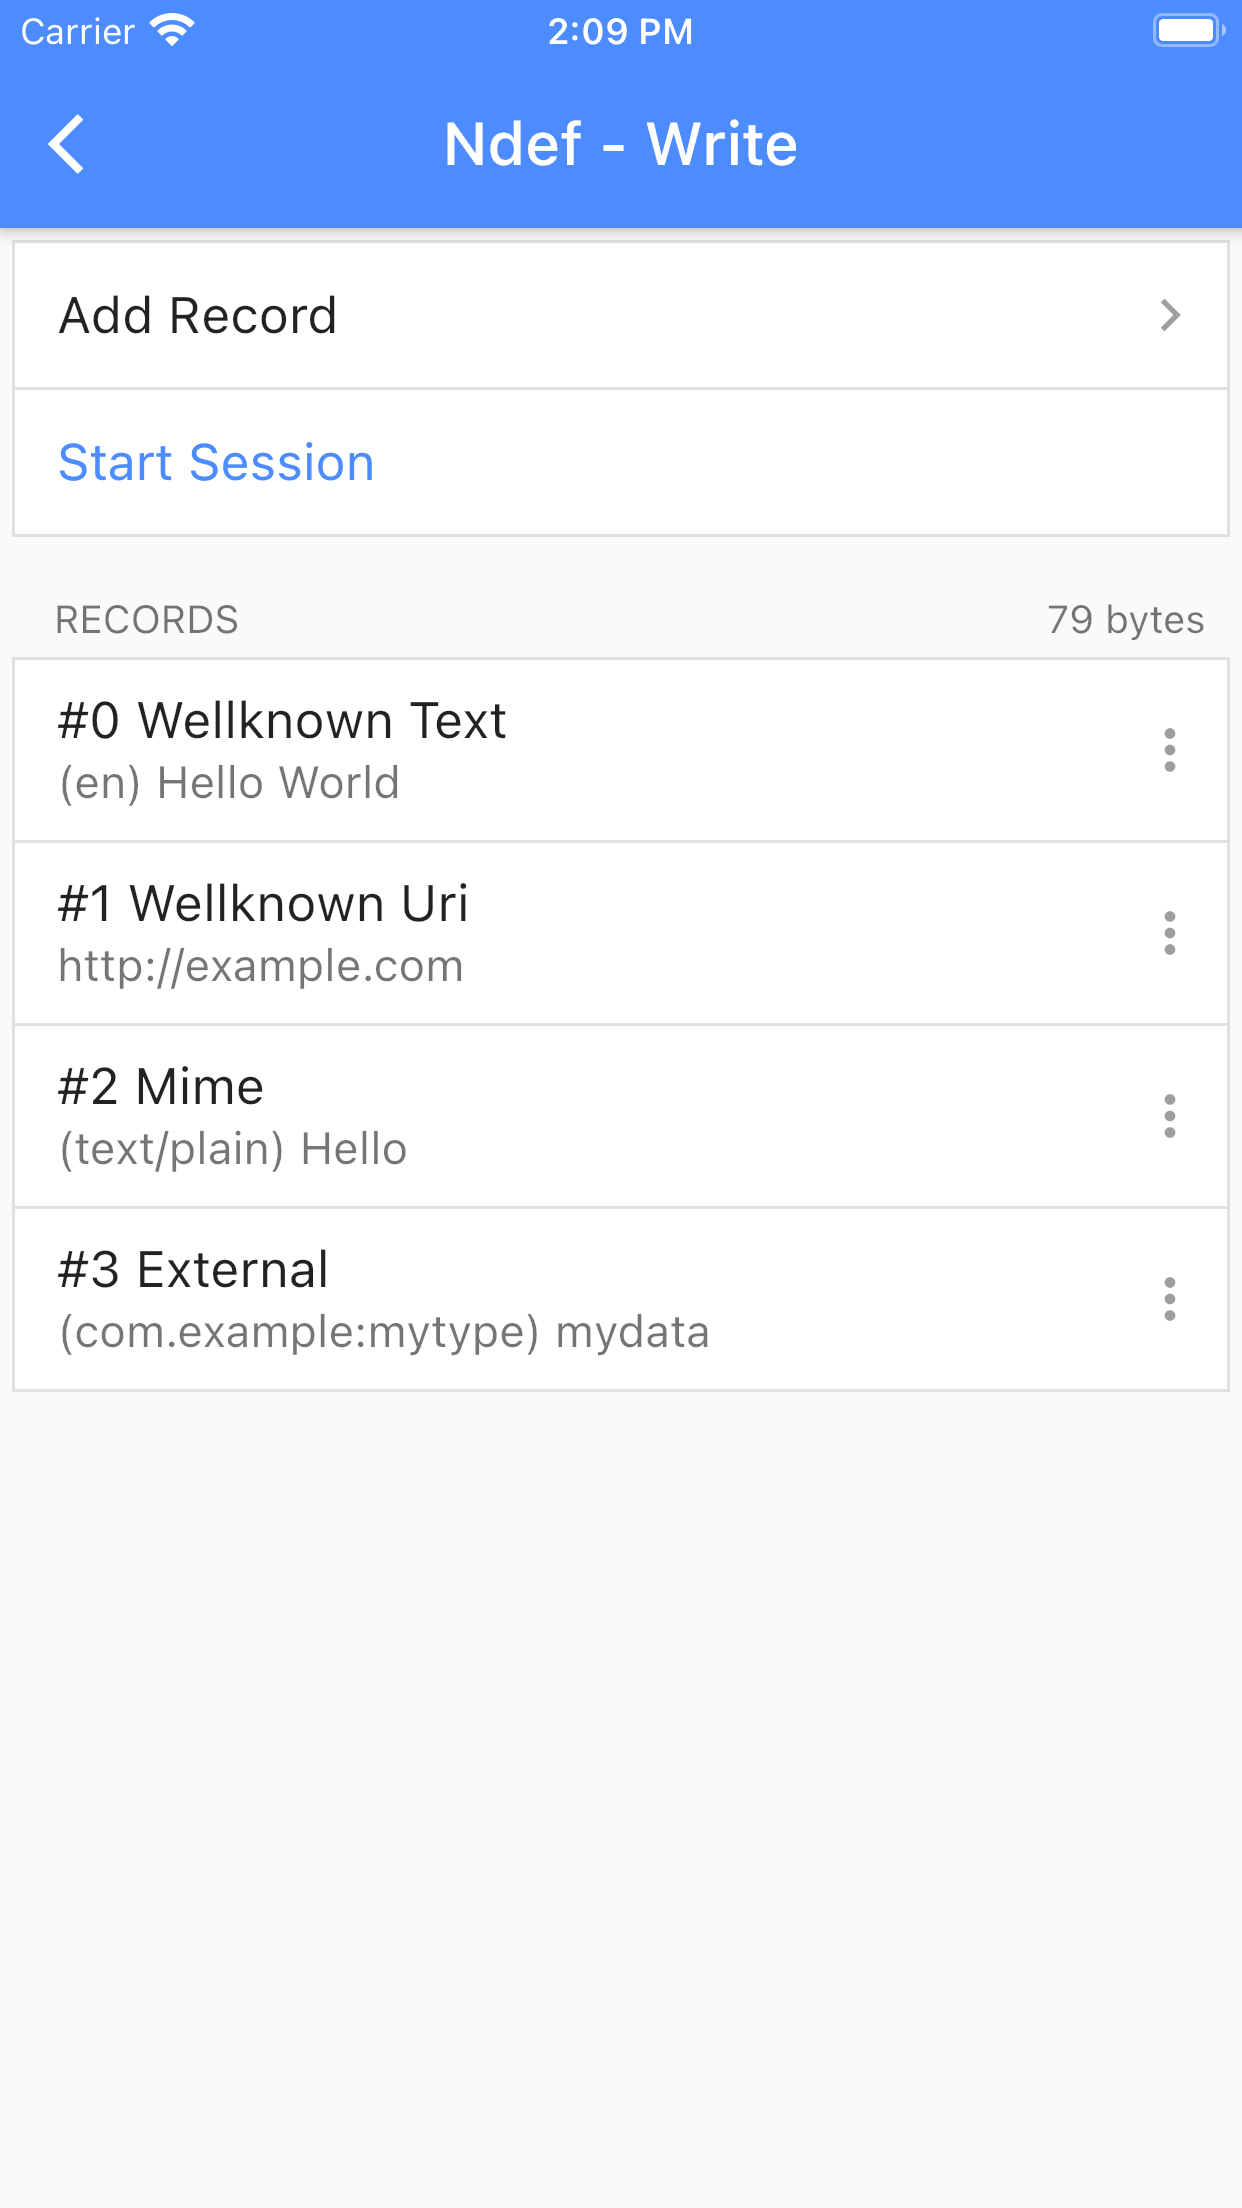 Carrier 2:09 PM
Ndef - Write
Add Record
Start Session
RECORDS 79 bytes
#0 Wellknown Text
(en) Hello World
#1 Wellknown Uri
http://example.com
#2 Mime
(text/plain) Hello
#3 External
(com.example:mytype) mydata